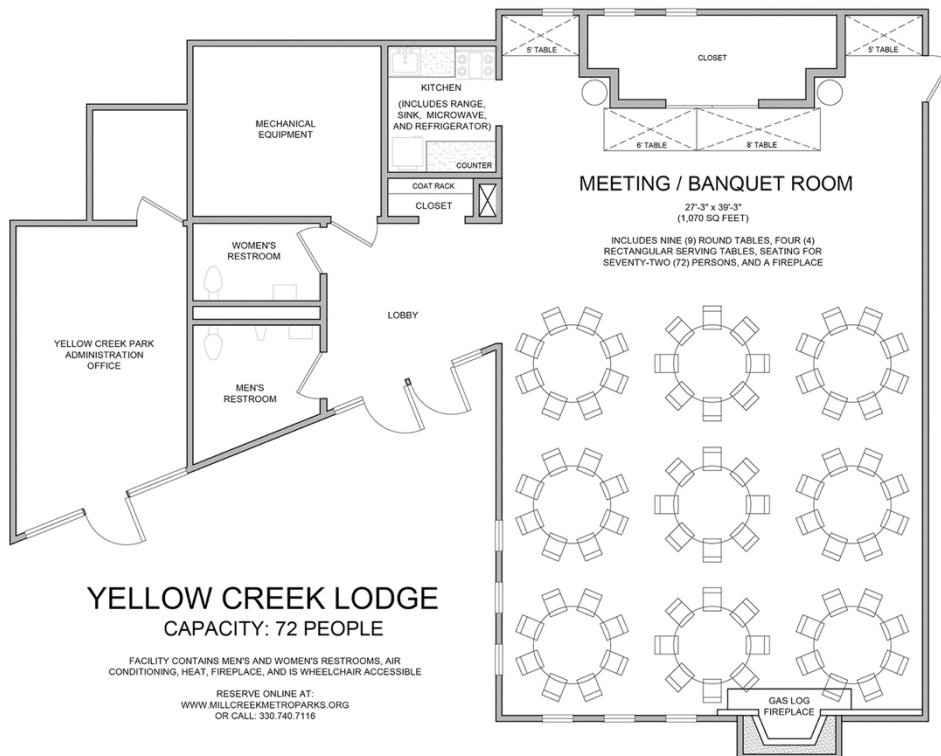 5' TABLE
CLOSET
5' TABLE
KITCHEN
(INCLUDES RANGE,
SINK, MICROWAVE,
AND REFRIGERATOR)
COUNTER
MECHANICAL
EQUIPMENT
6' TABLE
8' TABLE
COAT RACK
CLOSET
MEETING / BANQUET ROOM
27'-3" x 39'-3"
(1,070 SQ FEET)
INCLUDES NINE (9) ROUND TABLES, FOUR (4)
RECTANGULAR SERVING TABLES, SEATING FOR
SEVENTY-TWO (72) PERSONS, AND A FIREPLACE
WOMEN'S
RESTROOM
LOBBY
YELLOW CREEK PARK
ADMINISTRATION
OFFICE
MEN'S
RESTROOM
YELLOW CREEK LODGE
CAPACITY: 72 PEOPLE
FACILITY CONTAINS MEN'S AND WOMEN'S RESTROOMS, AIR
CONDITIONING, HEAT, FIREPLACE, AND IS WHEELCHAIR ACCESSIBLE
RESERVE ONLINE AT:
WWW.MILLCREEKMETROPARKS.ORG
OR CALL: 330.740.7116
GAS LOG
FIREPLACE